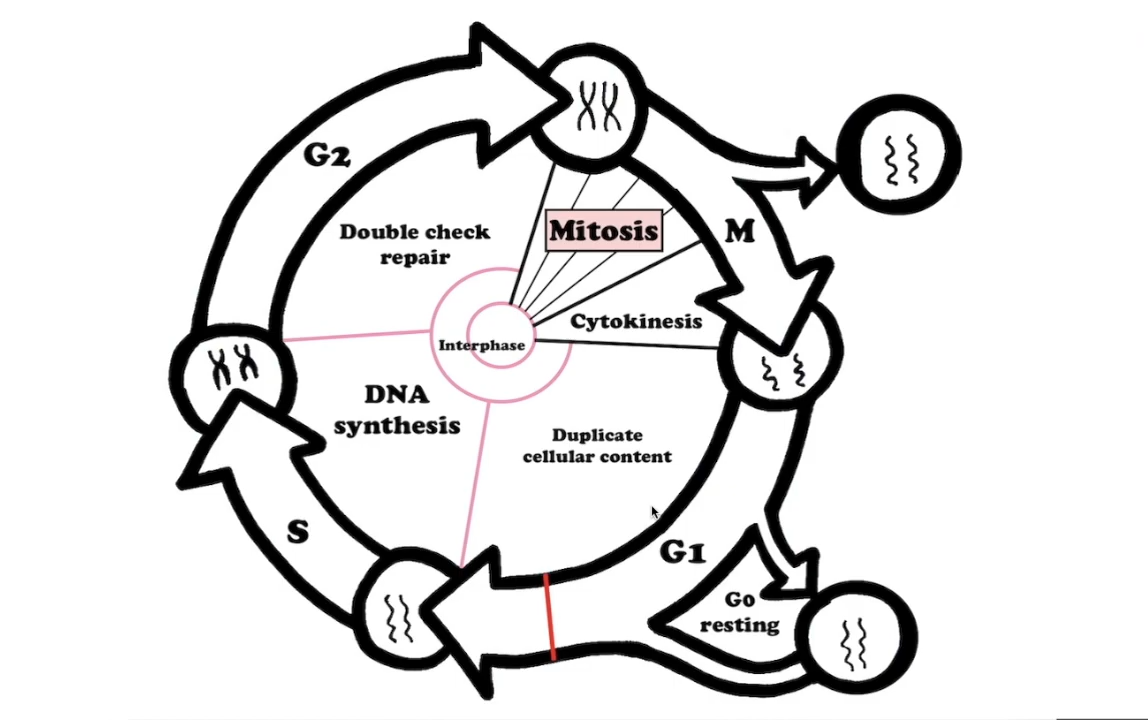 G2
Double check
repair
Mitosis
M
Cytokinesis
Interphase
DNA
synthesis
Duplicate
cellular content
S
G1
Go
resting